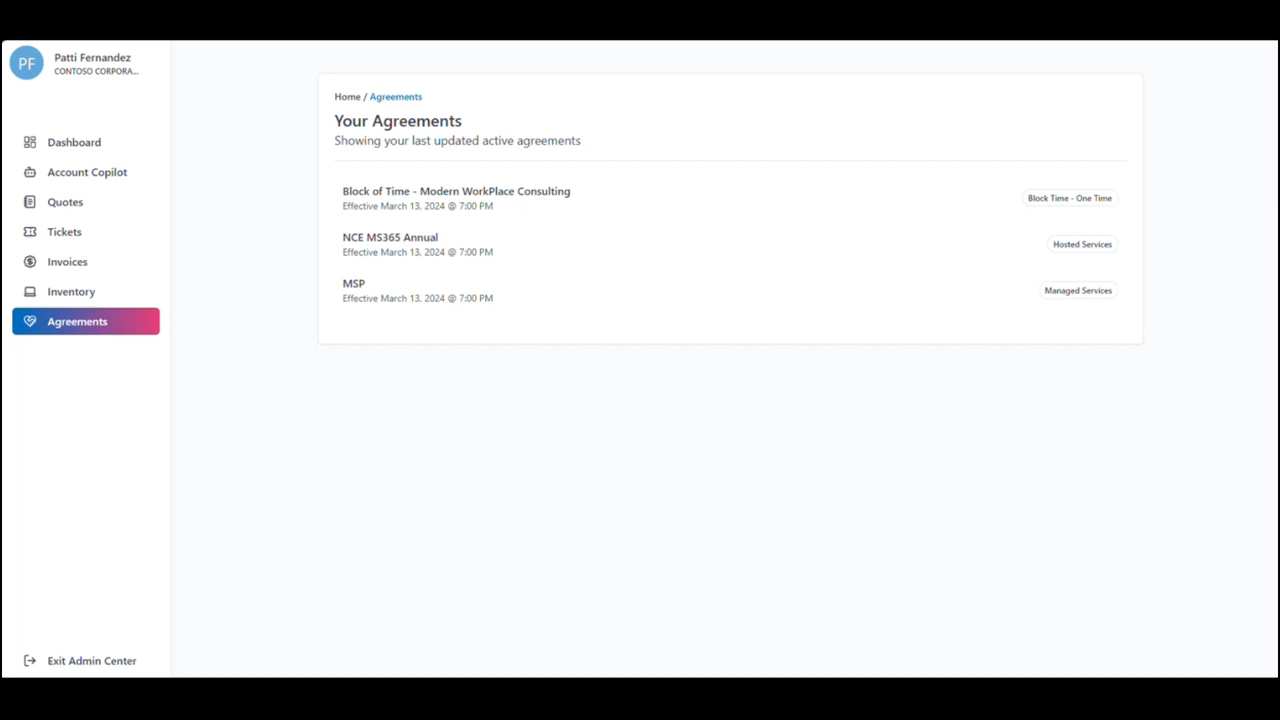 PF
Patti Fernandez
CONTOSO CORPORA...
Dashboard
Account Copilot
Quotes
Tickets
Invoices
Inventory
Agreements
Exit Admin Center
Home / Agreements
Your Agreements
Showing your last updated active agreements
Block of Time - Modern WorkPlace Consulting
Effective March 13, 2024 @ 7:00 PM
Block Time - One Time
NCE MS365 Annual
Effective March 13, 2024 @ 7:00 PM
Hosted Services
MSP
Effective March 13, 2024 @ 7:00 PM
Managed Services